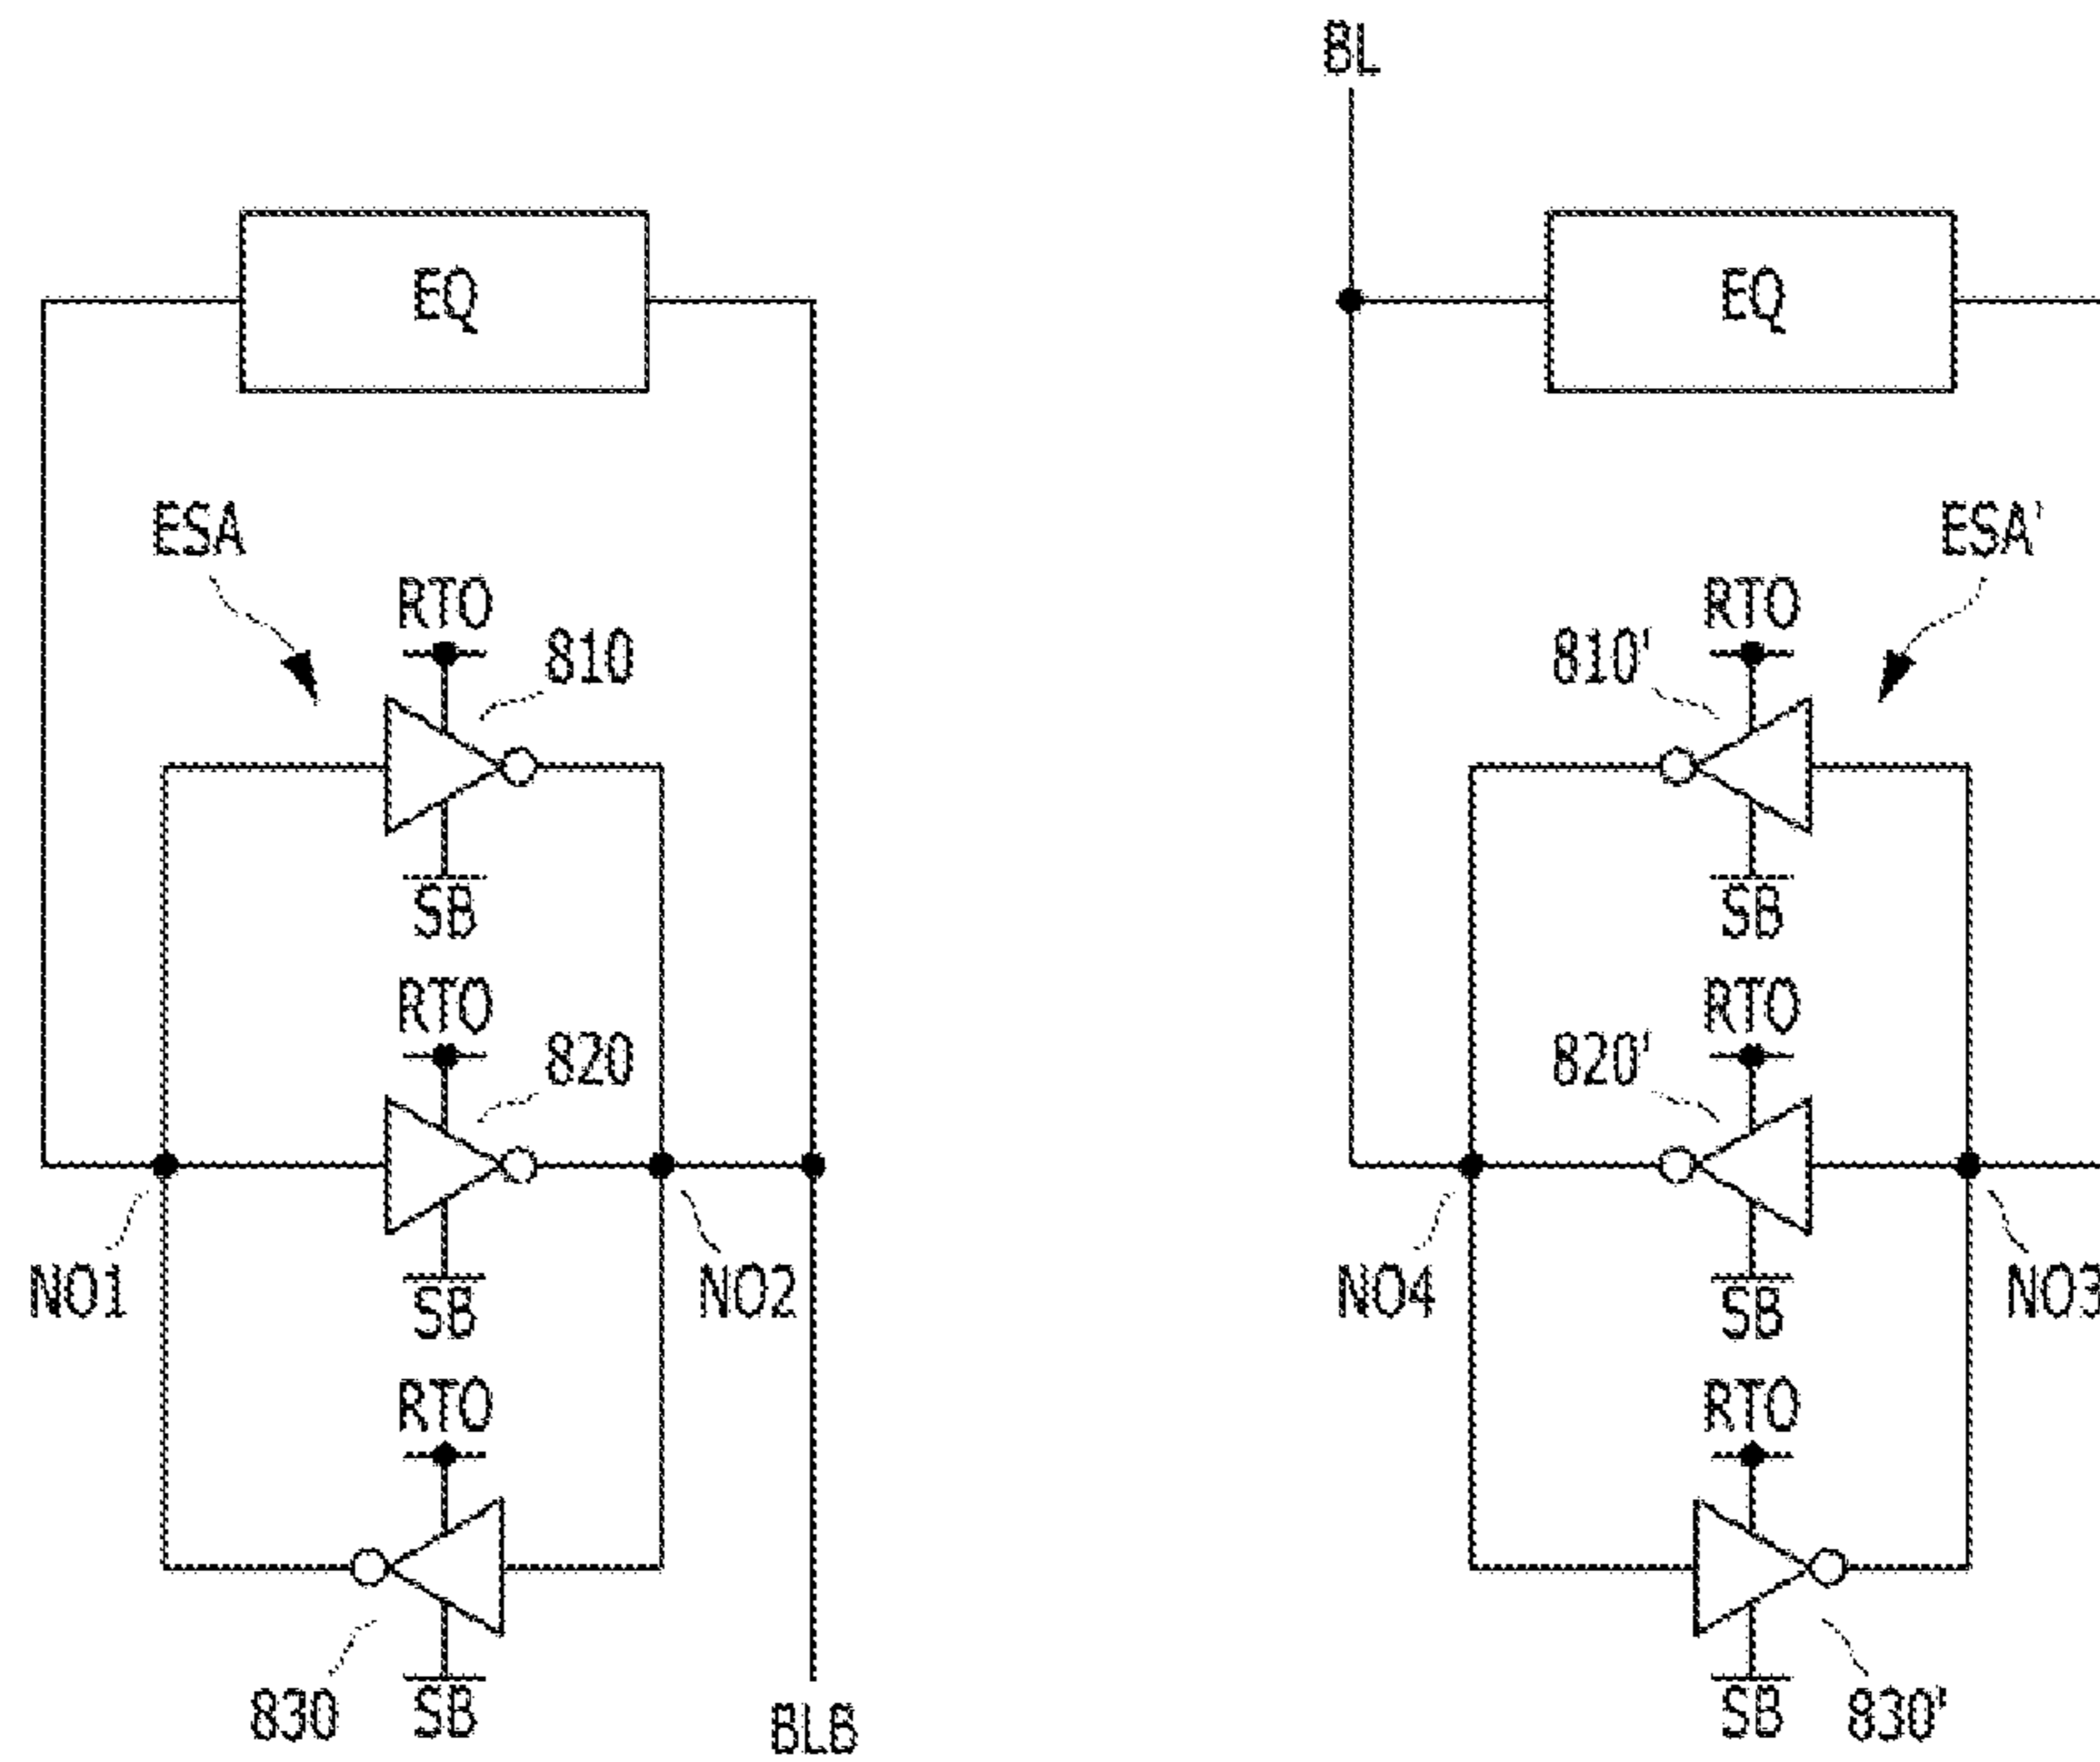 BL
EQ
EQ
ESA
ESA'
RTO
RTO
810
810'
SB
SB
RTO
RTO
820
820'
NO1
SB
NO2
NO4
SB
NO3
RTO
RTO
830
SB
BLB
SB
830'